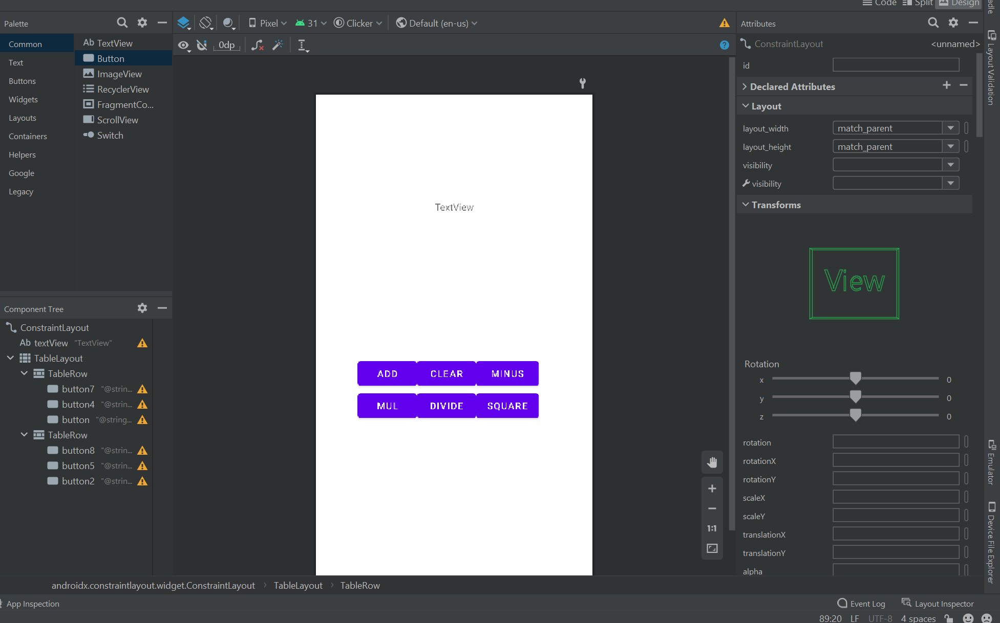 Code Split Design
Palette
Pixel 31 Clicker Default (en-us)
Attributes
0dp
?
Common
Text
Buttons
Widgets
Layouts
Containers
Helpers
Google
Legacy
Ab TextView
Button
ImageView
RecyclerView
FragmentCo...
ScrollView
Switch
ConstraintLayout <unnamed>
id
Declared Attributes
Layout
layout_width match_parent
layout_height match_parent
visibility
visibility
Transforms
View
Rotation
x 0
y 0
z 0
rotation
rotationX
rotationY
scaleX
scaleY
translationX
translationY
alpha
TextView
ADD CLEAR MINUS
MUL DIVIDE SQUARE
1:1
Component Tree
ConstraintLayout
Ab textView "TextView"
TableLayout
TableRow
button7 "@strin...
button4 "@strin...
button "@string...
TableRow
button8 "@strin...
button5 "@strin...
button2 "@strin...
androidx.constraintlayout.widget.ConstraintLayout › TableLayout › TableRow
App Inspection
Event Log Layout Inspector
89:20 LF UTF-8 4 spaces
Layout Validation
Emulator
Device File Explorer